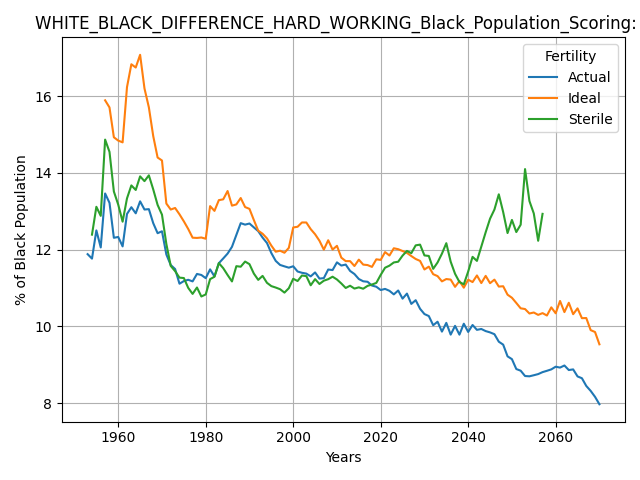 WHITE_BLACK_DIFFERENCE_HARD_WORKING_Black_Population_Scoring:
Fertility
Actual
Ideal
Sterile
% of Black Population
16
14
12
10
8
1960 1980 2000 2020 2040 2060
Years